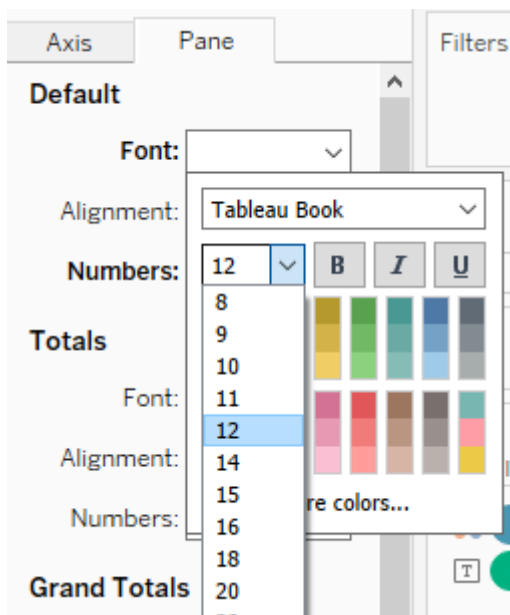 Axis Pane Filters
Default
Font:
Alignment: Tableau Book
Numbers: 12 B I U
8
9
Totals
10
Font: 11
12
Alignment: 14
15
Numbers: 16 re colors...
18
T
Grand Totals 20